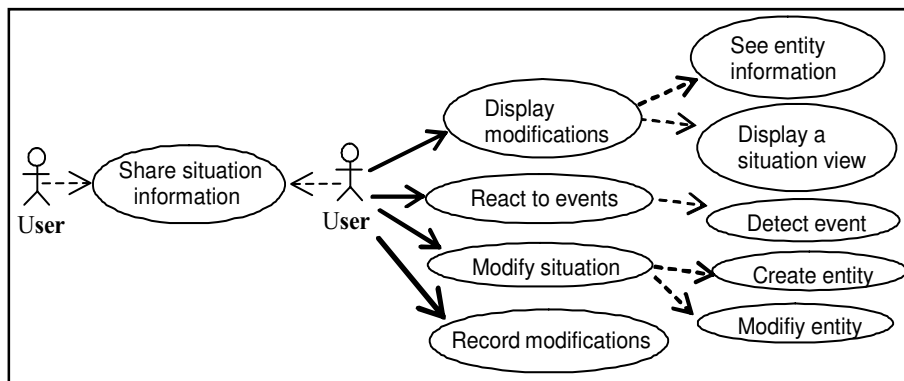 See entity
information
Display
modifications
Display a
situation view
Share situation
information
User
User
React to events
Detect event
Modify situation
Create entity
Modifiy entity
Record modifications